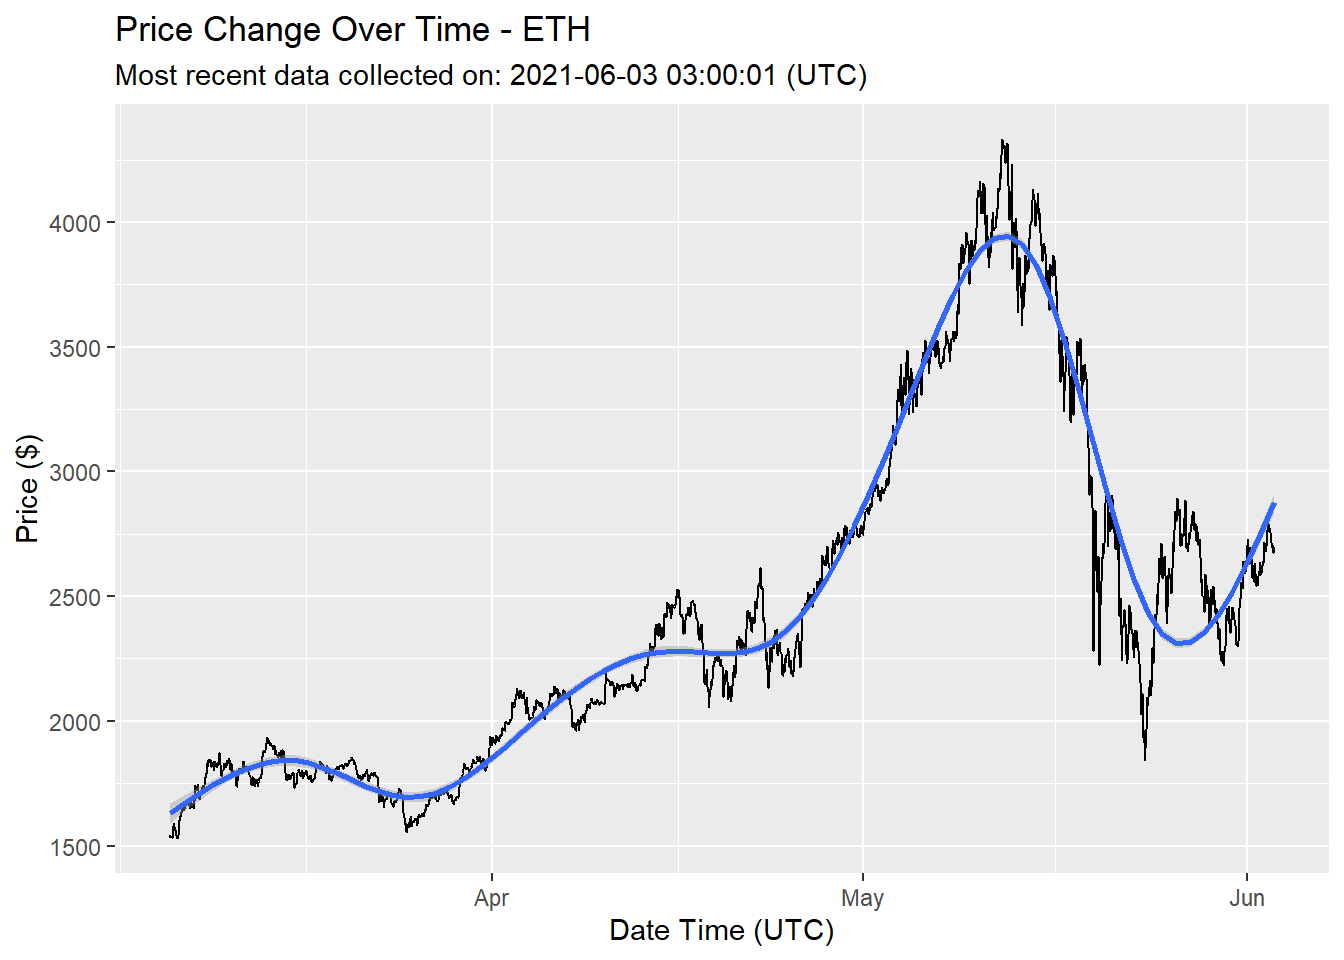 Price Change Over Time - ETH
Most recent data collected on: 2021-06-03 03:00:01 (UTC)
Price ($)
4000
3500
3000
2500
2000
1500
Apr
May
Jun
Date Time (UTC)